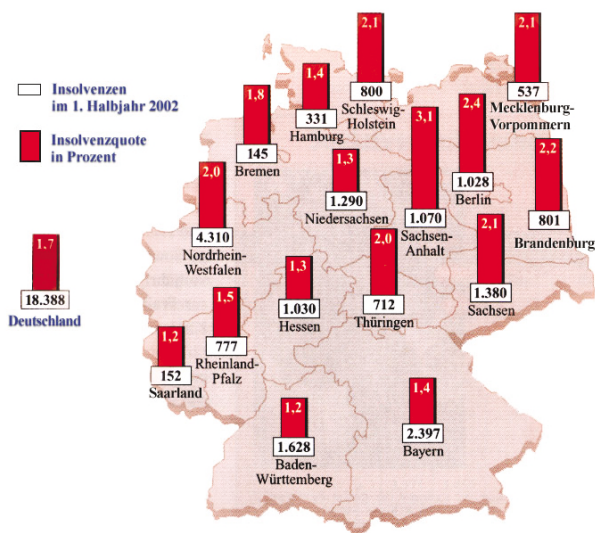 Insolvenzen
im 1. Halbjahr 2002
Insolvenzquote
in Prozent
1.7
18.388
Deutschland
2,1
800
Schleswig-
Holstein
2,1
537
Mecklenburg-
Vorpommern
1,4
331
Hamburg
1,8
145
Bremen
2,4
1.028
Berlin
3,1
1.070
Sachsen-
Anhalt
2,2
801
Brandenburg
1,3
1.290
Niedersachsen
2,0
4.310
Nordrhein-
Westfalen
2,1
1.380
Sachsen
2,0
712
Thüringen
1,3
1.030
Hessen
1,5
777
Rheinland-
Pfalz
1,2
152
Saarland
1,2
1.628
Baden-
Württemberg
1,4
2.397
Bayern